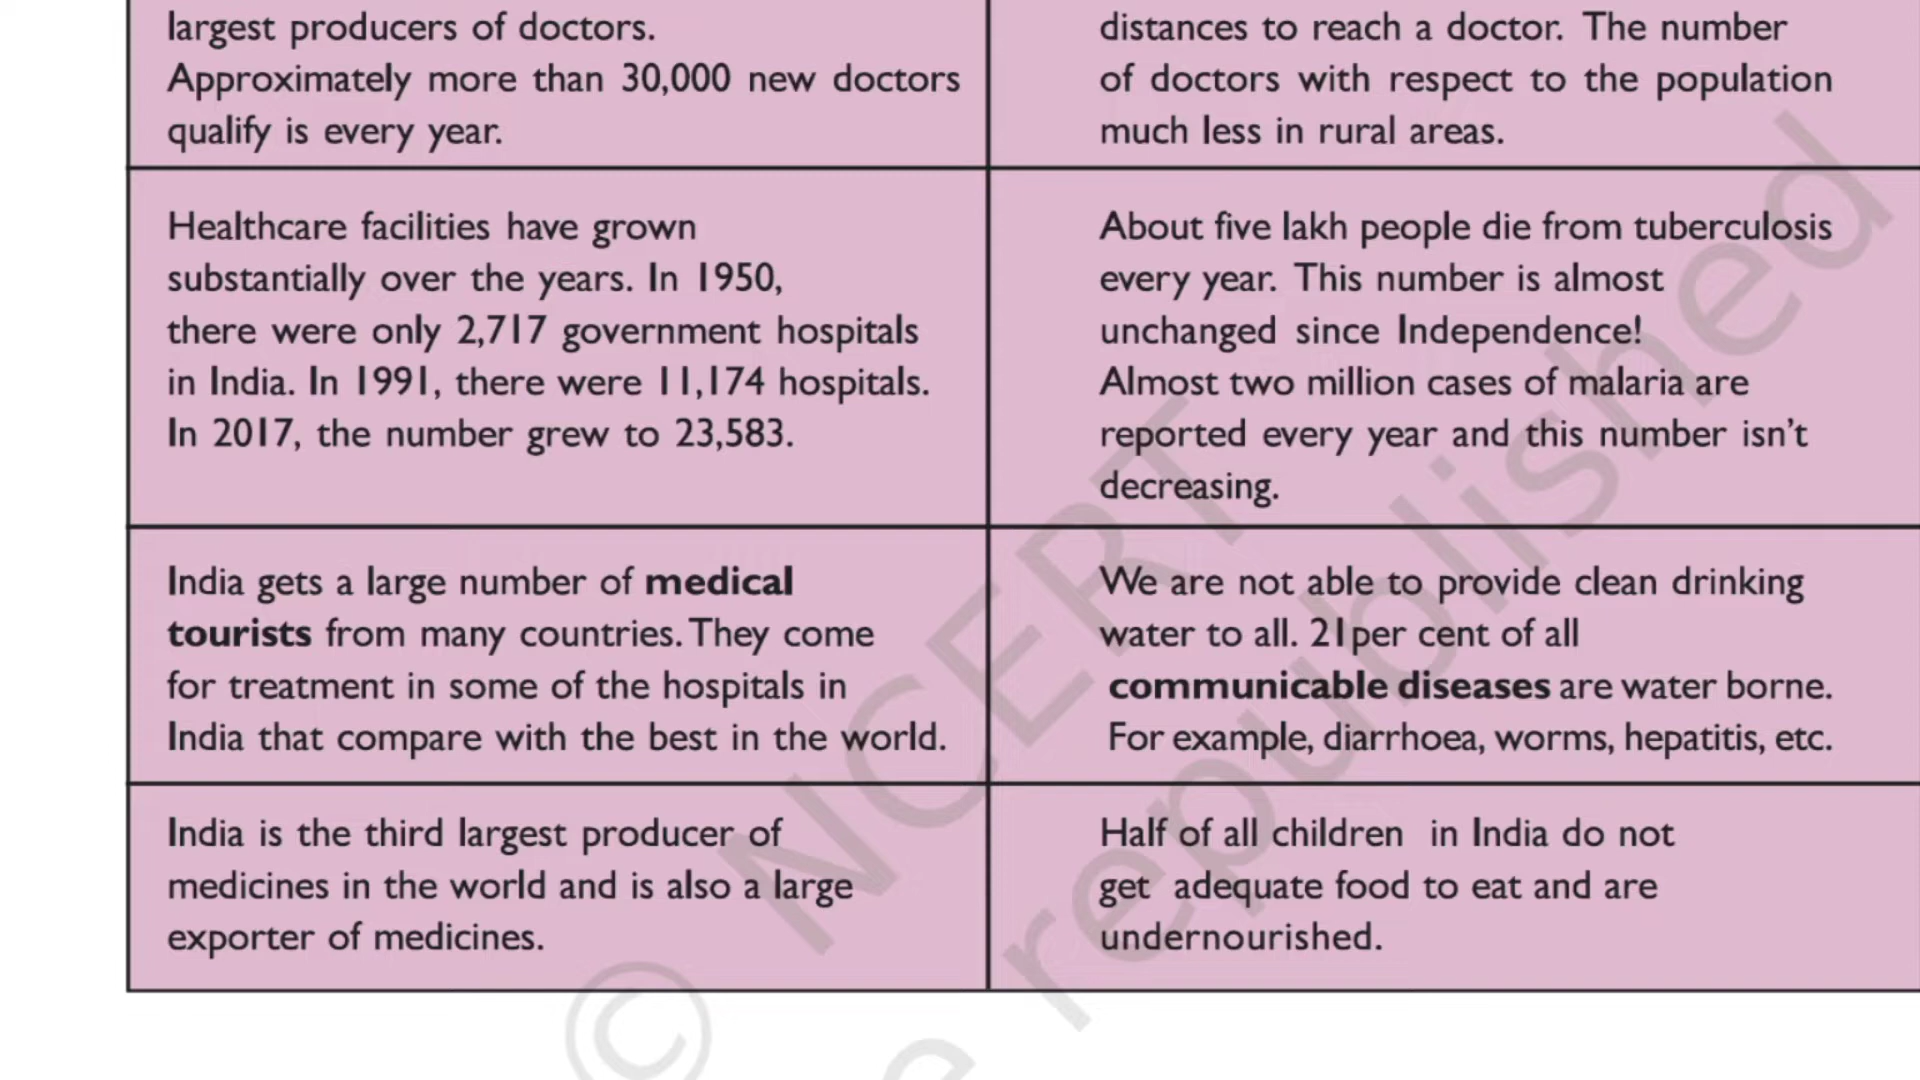 largest producers of doctors.
Approximately more than 30,000 new doctors
qualify is every year.
distances to reach a doctor. The number
of doctors with respect to the population
much less in rural areas.
Healthcare facilities have grown
substantially over the years. In 1950,
there were only 2,717 government hospitals
in India. In 1991, there were 11,174 hospitals.
In 2017, the number grew to 23,583.
About five lakh people die from tuberculosis
every year. This number is almost
unchanged since Independence!
Almost two million cases of malaria are
reported every year and this number isn't
decreasing.
India gets a large number of medical
tourists from many countries. They come
for treatment in some of the hospitals in
India that compare with the best in the world.
We are not able to provide clean drinking
water to all. 21per cent of all
communicable diseases are water borne.
For example, diarrhoea, worms, hepatitis, etc.
India is the third largest producer of
medicines in the world and is also a large
exporter of medicines.
Half of all children in India do not
get adequate food to eat and are
undernourished.
© NCERT
e republished